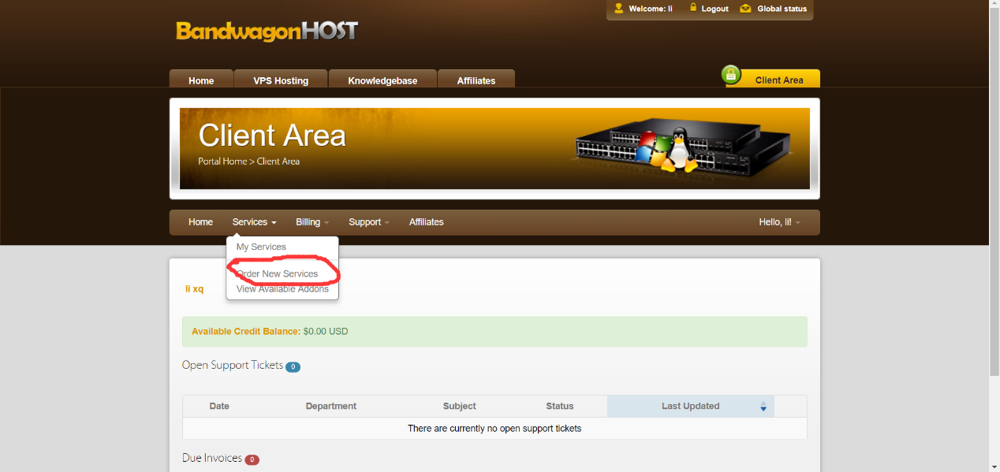 Welcome: li Logout Global status
BandwagonHOST
Home VPS Hosting Knowledgebase Affiliates Client Area
Client Area
Portal Home > Client Area
Home Services Billing Support Affiliates Hello, li!
My Services
Order New Services
View Available Addons
li xq
Available Credit Balance: $0.00 USD
Open Support Tickets 0
Date Department Subject Status Last Updated
There are currently no open support tickets
Due Invoices 0